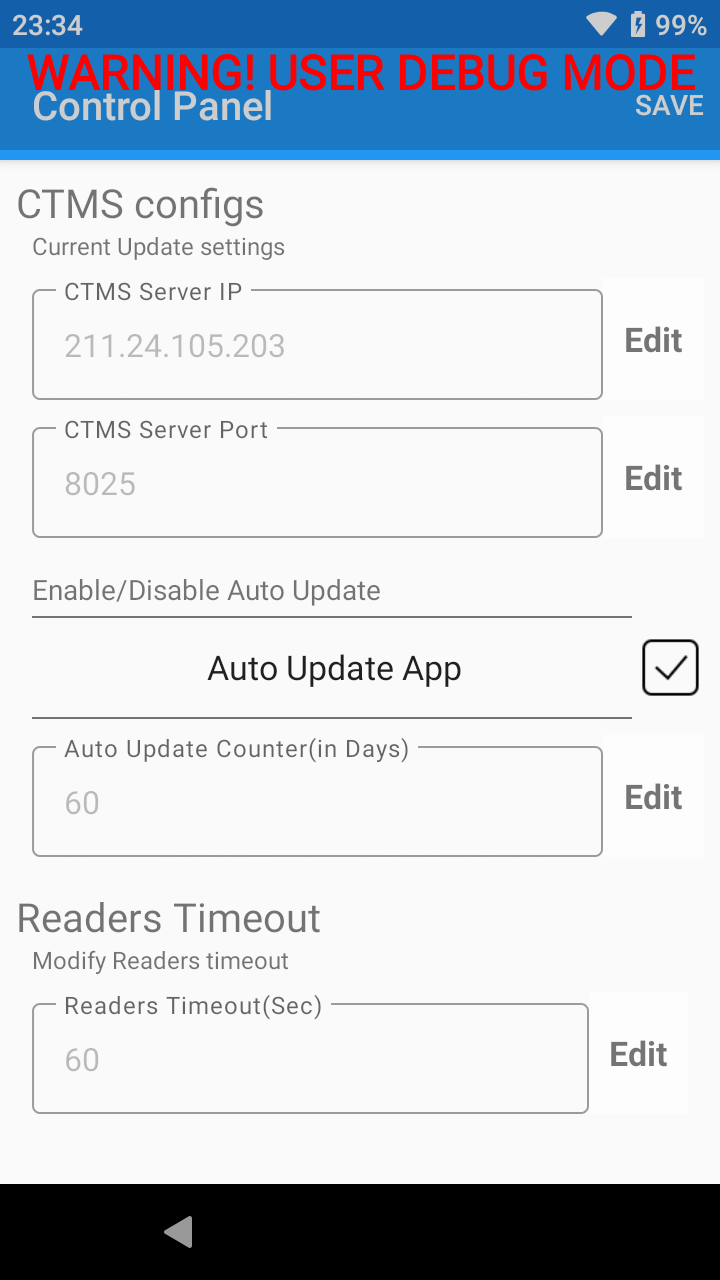 23:34
99%
WARNING! USER DEBUG MODE
Control Panel
SAVE
CTMS configs
Current Update settings
CTMS Server IP
211.24.105.203
Edit
CTMS Server Port
8025
Edit
Enable/Disable Auto Update
Auto Update App
Auto Update Counter(in Days)
60
Edit
Readers Timeout
Modify Readers timeout
Readers Timeout(Sec)
60
Edit